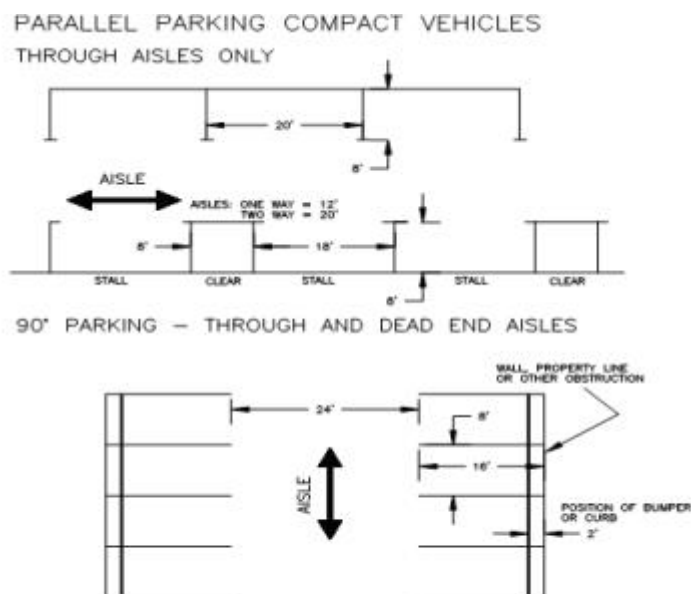 PARALLEL PARKING COMPACT VEHICLES
THROUGH AISLES ONLY
20'
8'
AISLE
AISLES: ONE WAY = 12'
TWO WAY = 20'
8'
18'
STALL
CLEAR
STALL
STALL
CLEAR
8'
90° PARKING - THROUGH AND DEAD END AISLES
WALL, PROPERTY LINE
OR OTHER OBSTRUCTION
24'
8'
16'
AISLE
POSITION OF BUMPER
OR CURB
2'